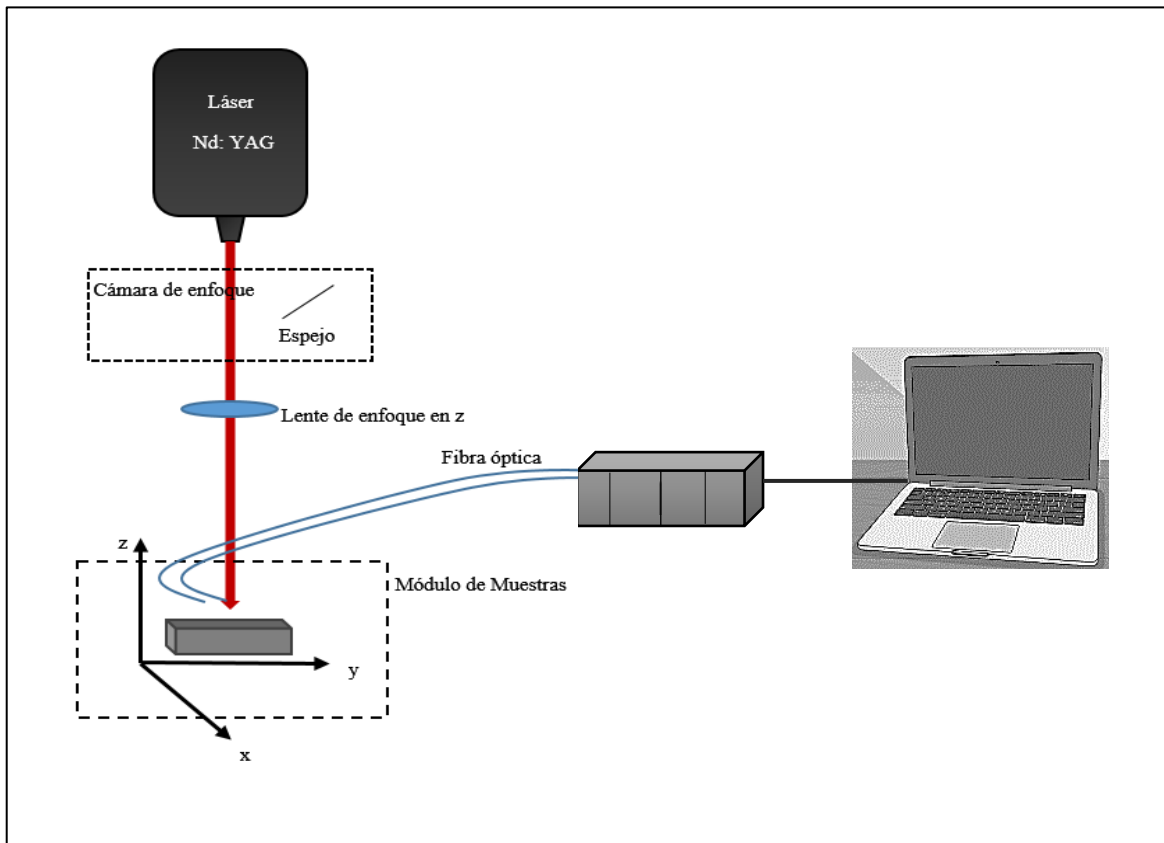 Láser
Nd: YAG
Cámara de enfoque
Espejo
Lente de enfoque en z
Fibra óptica
z
Módulo de Muestras
y
x